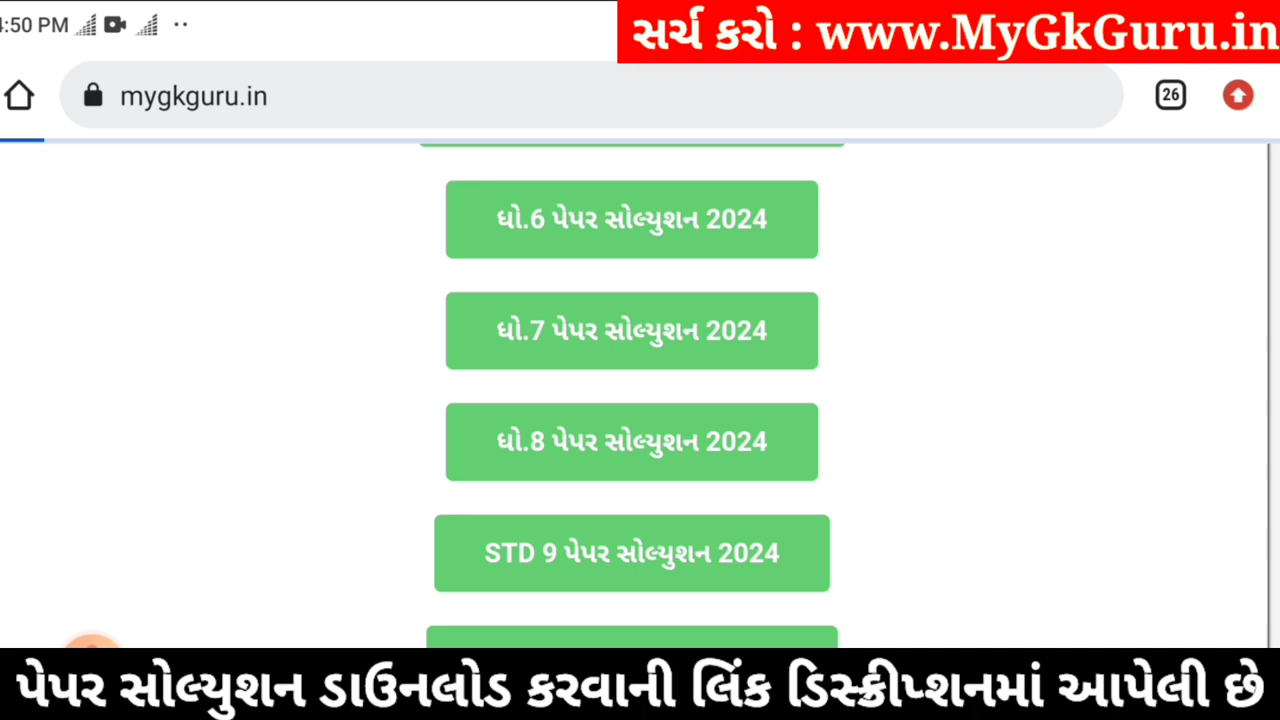 :50 PM
સર્ચ કરો : www.MyGkGuru.in
mygkguru.in
26
ધો.6 પેપર સોલ્યુશન 2024
ધો.7 પેપર સોલ્યુશન 2024
ધો.8 પેપર સોલ્યુશન 2024
STD 9 પેપર સોલ્યુશન 2024
પેપર સોલ્યુશન ડાઉનલોડ કરવાની લિંક ડિસ્ક્રીપ્શનમાં આપેલી છે